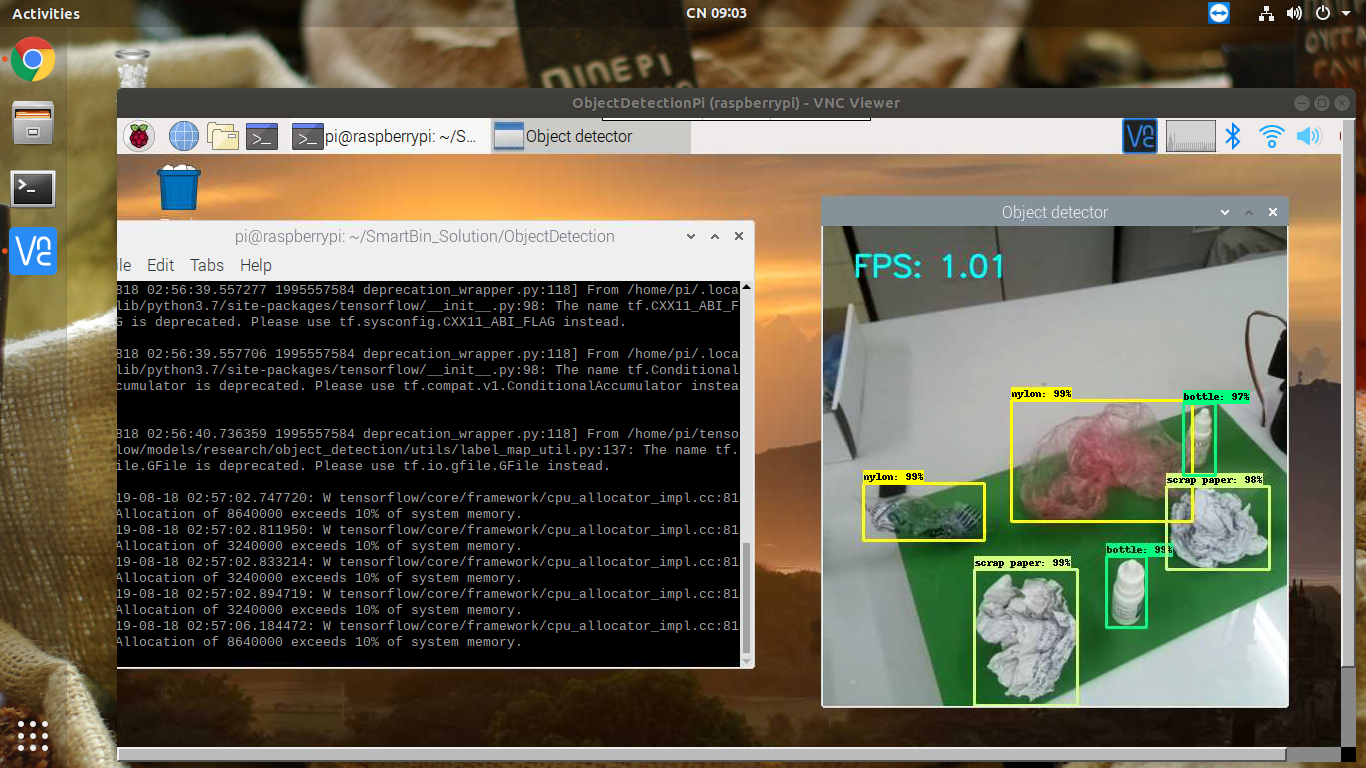 Activities
CN 09:03
ObjectDetectionPi (raspberrypi) - VNC Viewer
pi@raspberrypi: ~/S...
Object detector
pi@raspberrypi: ~/SmartBin_Solution/ObjectDetection
ile Edit Tabs Help
818 02:56:39.557277 1995557584 deprecation_wrapper.py:118] From /home/pi/.loca
lib/python3.7/site-packages/tensorflow/__init__.py:98: The name tf.CXX11_ABI_F
G is deprecated. Please use tf.sysconfig.CXX11_ABI_FLAG instead.
818 02:56:39.557706 1995557584 deprecation_wrapper.py:118] From /home/pi/.loca
lib/python3.7/site-packages/tensorflow/__init__.py:98: The name tf.Conditional
cumulator is deprecated. Please use tf.compat.v1.ConditionalAccumulator instea
818 02:56:40.736359 1995557584 deprecation_wrapper.py:118] From /home/pi/tenso
low/models/research/object_detection/utils/label_map_util.py:137: The name tf.
ile.GFile is deprecated. Please use tf.io.gfile.GFile instead.
19-08-18 02:57:02.747720: W tensorflow/core/framework/cpu_allocator_impl.cc:81
Allocation of 8640000 exceeds 10% of system memory.
19-08-18 02:57:02.811950: W tensorflow/core/framework/cpu_allocator_impl.cc:81
Allocation of 3240000 exceeds 10% of system memory.
19-08-18 02:57:02.833214: W tensorflow/core/framework/cpu_allocator_impl.cc:81
Allocation of 3240000 exceeds 10% of system memory.
19-08-18 02:57:02.894719: W tensorflow/core/framework/cpu_allocator_impl.cc:81
Allocation of 3240000 exceeds 10% of system memory.
19-08-18 02:57:06.184472: W tensorflow/core/framework/cpu_allocator_impl.cc:81
Allocation of 8640000 exceeds 10% of system memory.
Object detector
FPS: 1.01
nylon: 99%
bottle: 97%
nylon: 99%
scrap paper: 98%
bottle: 99%
scrap paper: 99%